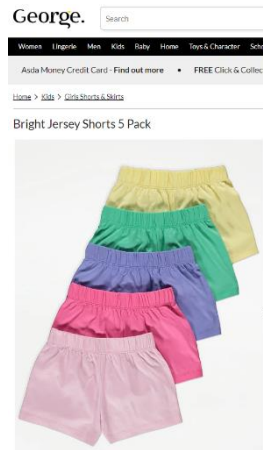 George.
Search
Women Lingerie Men Kids Baby Home Toys & Character Scho
Asda Money Credit Card - Find out more • FREE Click & Collec
Home > Kids > Girls Shorts & Skirts
Bright Jersey Shorts 5 Pack